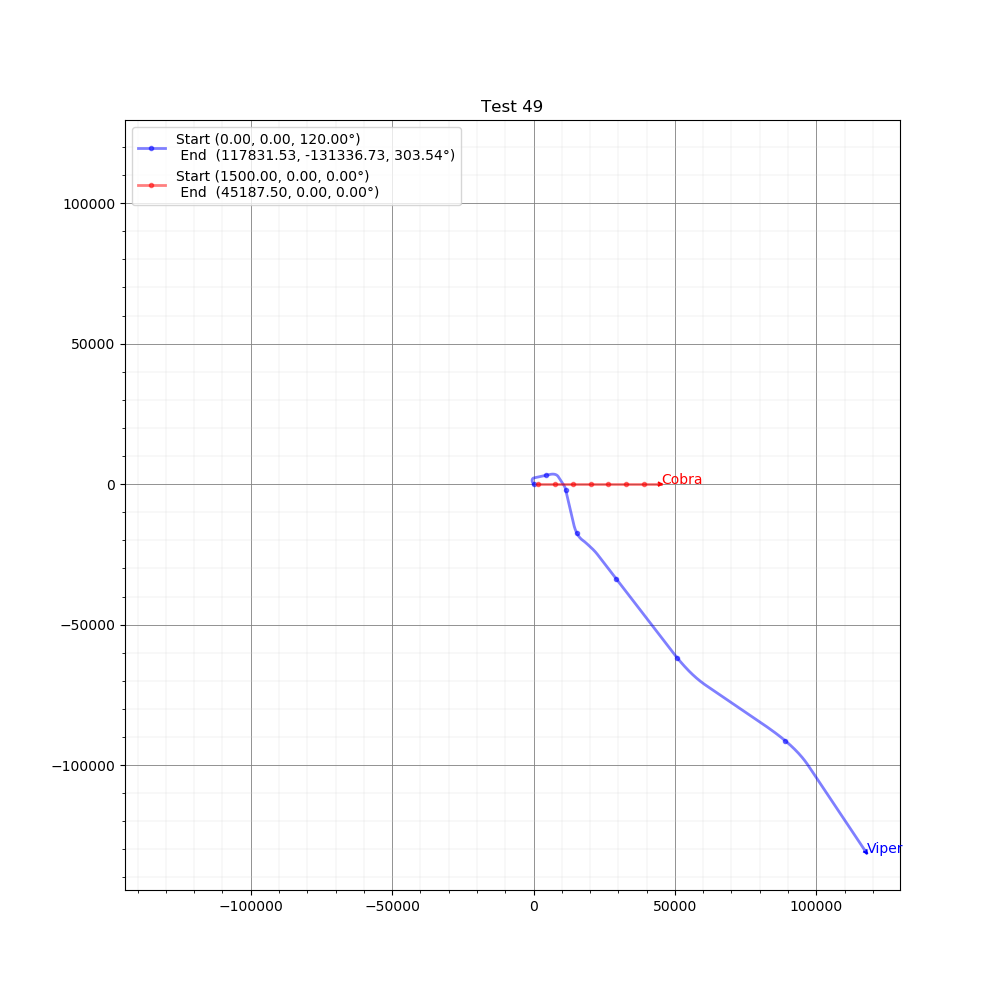 Test 49
Start (0.00, 0.00, 120.00°)
End  (117831.53, -131336.73, 303.54°)
Start (1500.00, 0.00, 0.00°)
End  (45187.50, 0.00, 0.00°)
100000
50000
0
−50000
−100000
Cobra
Viper
−100000
−50000
0
50000
100000